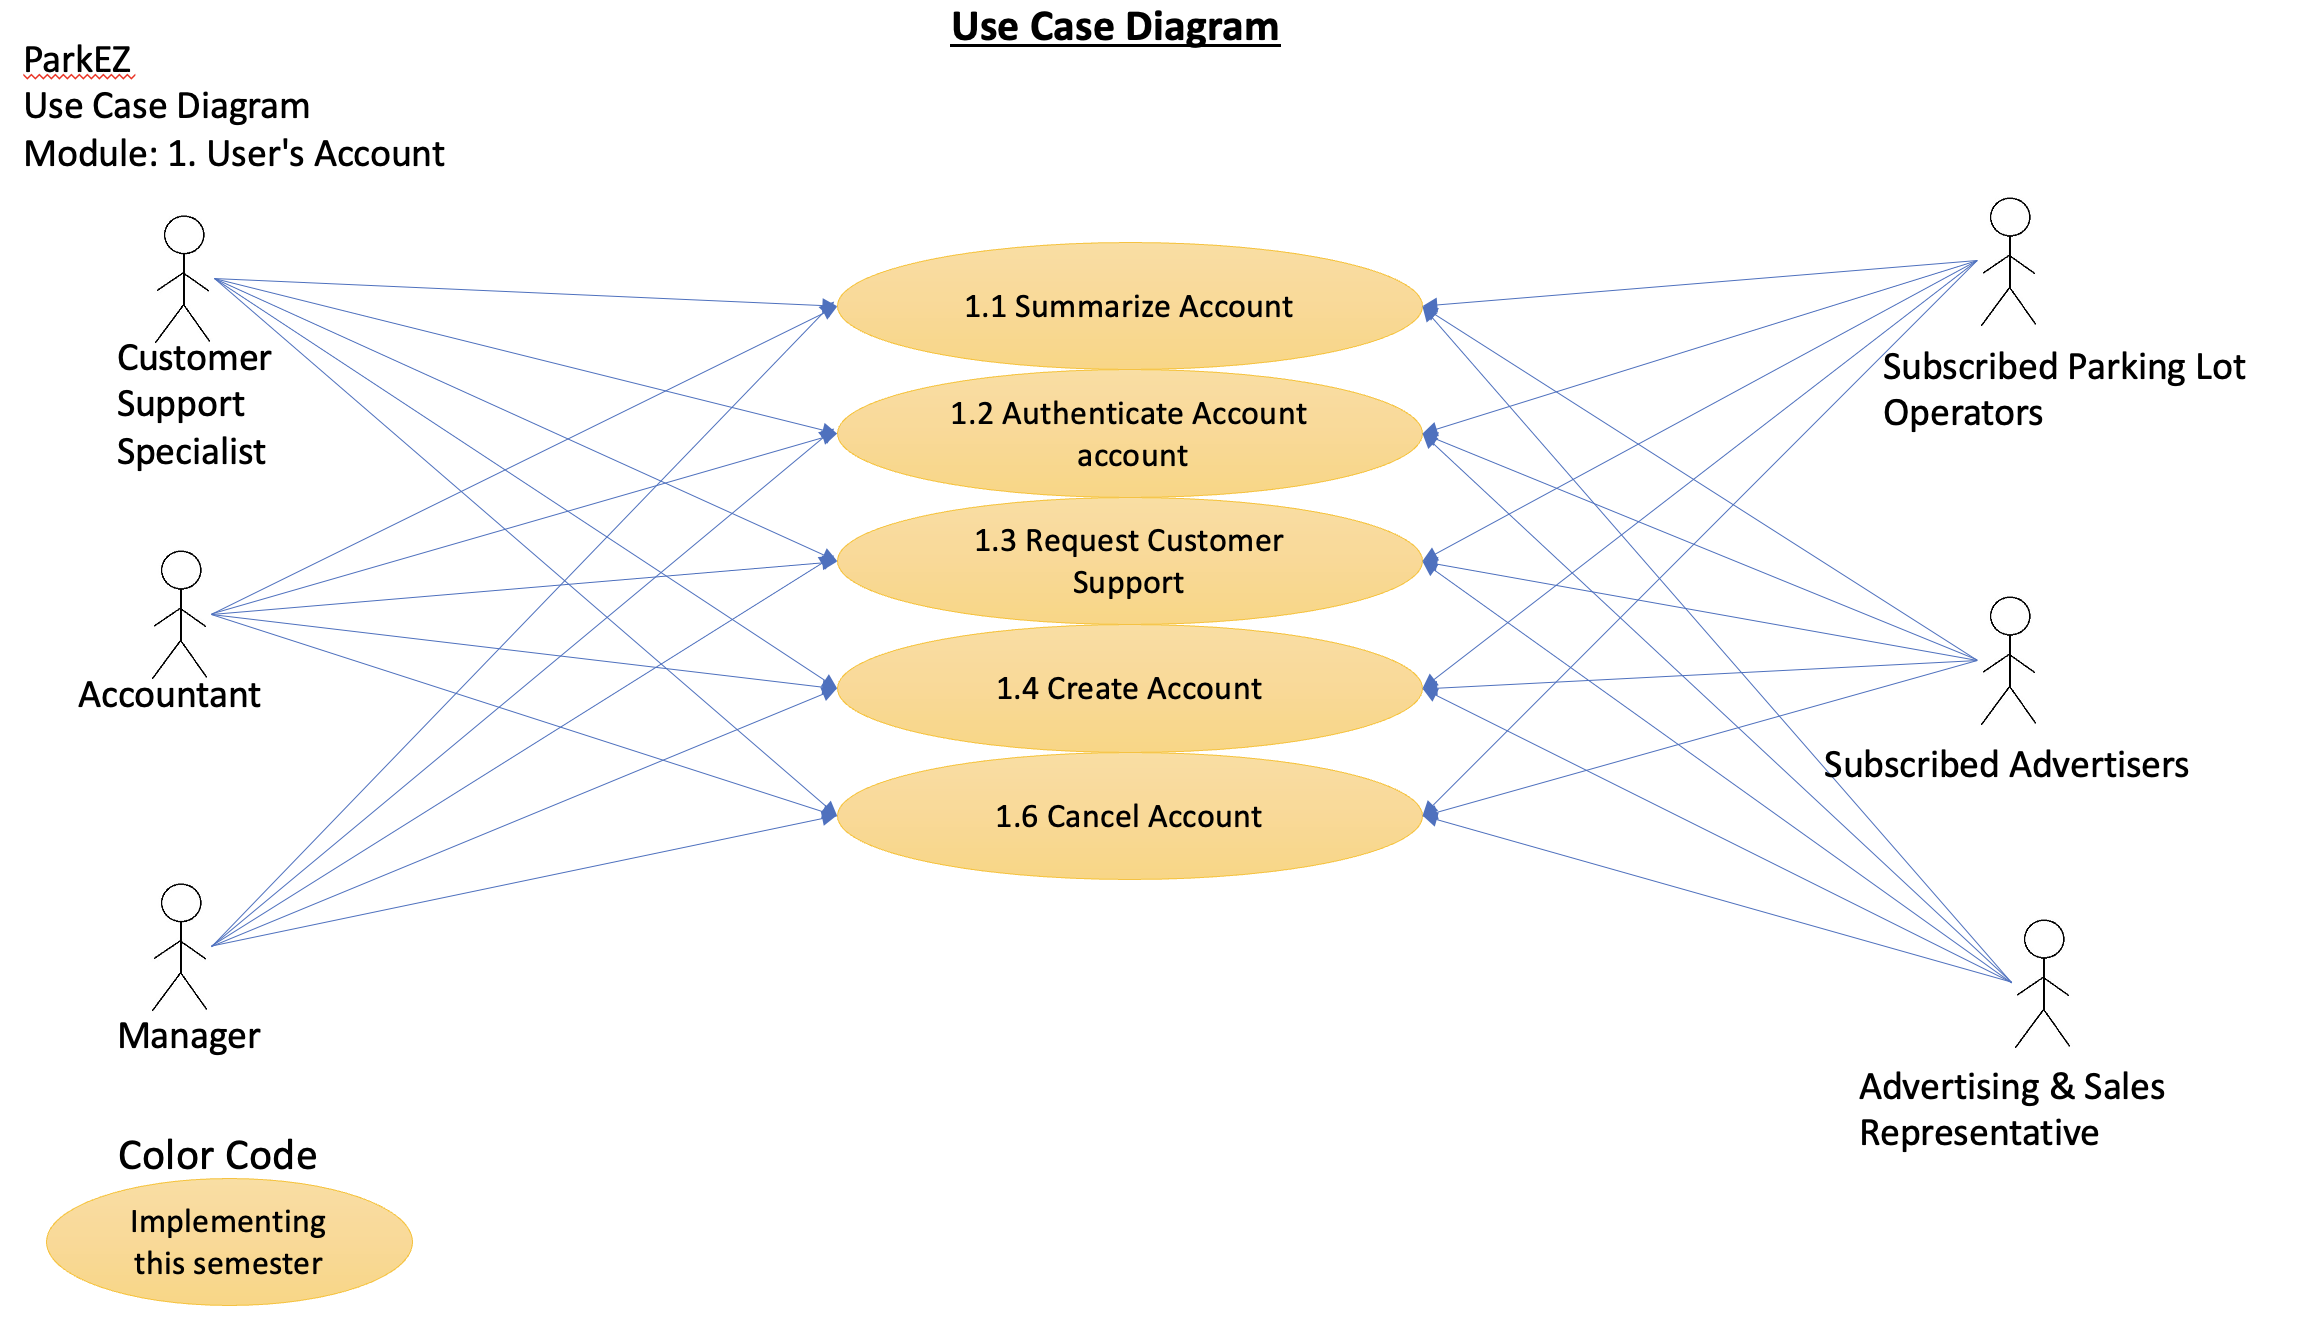 Use Case Diagram
ParkEZ
Use Case Diagram
Module: 1. User's Account
Customer
Support
Specialist
Accountant
Manager
1.1 Summarize Account
1.2 Authenticate Account
account
1.3 Request Customer
Support
1.4 Create Account
1.6 Cancel Account
Subscribed Parking Lot
Operators
Subscribed Advertisers
Advertising & Sales
Representative
Color Code
Implementing
this semester